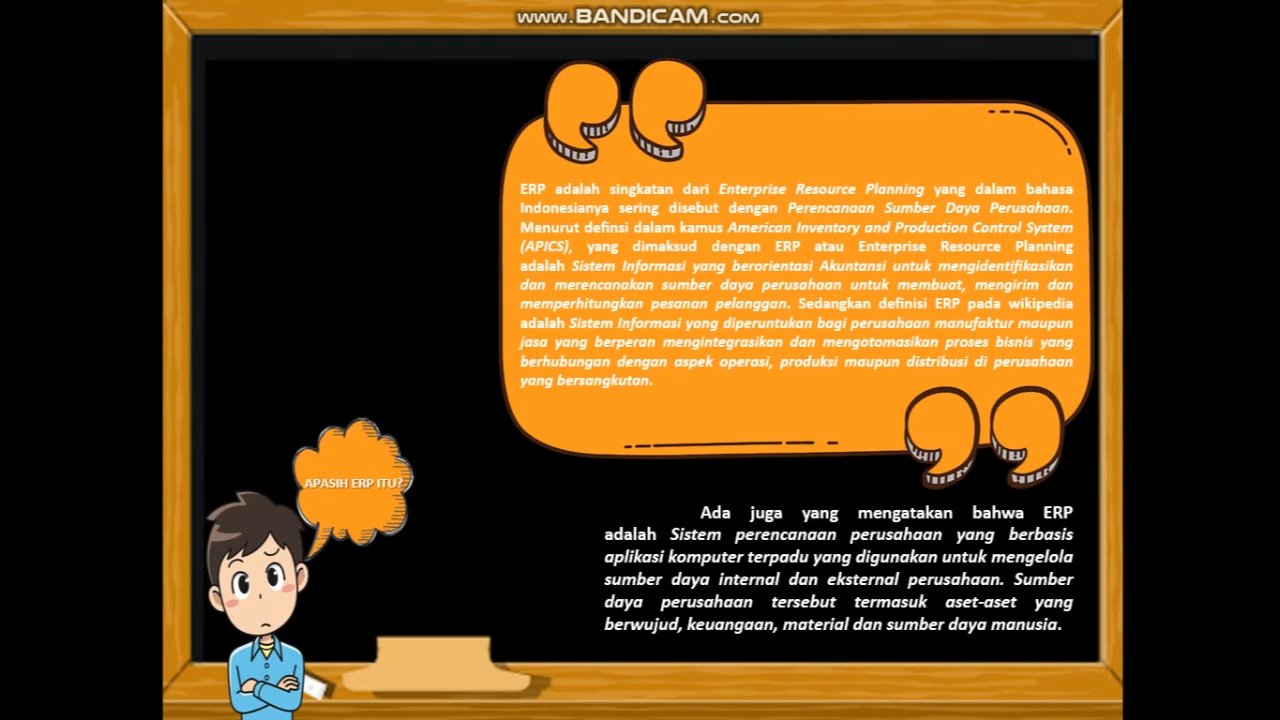 www.BANDICAM.com
ERP adalah singkatan dari Enterprise Resource Planning yang dalam bahasa
Indonesianya sering disebut dengan Perencanaan Sumber Daya Perusahaan.
Menurut definsi dalam kamus American Inventory and Production Control System
(APICS), yang dimaksud dengan ERP atau Enterprise Resource Planning
adalah Sistem Informasi yang berorientasi Akuntansi untuk mengidentifikasikan
dan merencanakan sumber daya perusahaan untuk membuat, mengirim dan
memperhitungkan pesanan pelanggan. Sedangkan definisi ERP pada wikipedia
adalah Sistem Informasi yang diperuntukan bagi perusahaan manufaktur maupun
jasa yang berperan mengintegrasikan dan mengotomasikan proses bisnis yang
berhubungan dengan aspek operasi, produksi maupun distribusi di perusahaan
yang bersangkutan.
APASIH ERP ITU?
Ada juga yang mengatakan bahwa ERP
adalah Sistem perencanaan perusahaan yang berbasis
aplikasi komputer terpadu yang digunakan untuk mengelola
sumber daya internal dan eksternal perusahaan. Sumber
daya perusahaan tersebut termasuk aset-aset yang
berwujud, keuangaan, material dan sumber daya manusia.